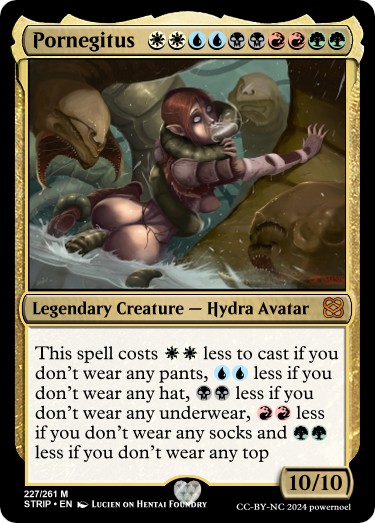 Pornegitus
Legendary Creature — Hydra Avatar
This spell costs less to cast if you
don't wear any pants, less if you
don't wear any hat, less if you
don't wear any underwear, less
if you don't wear any socks and
less if you don't wear any top
10/10
227/261 M
STRIP • EN Lucien on Hentai Foundry
CC-BY-NC 2024 powernoel